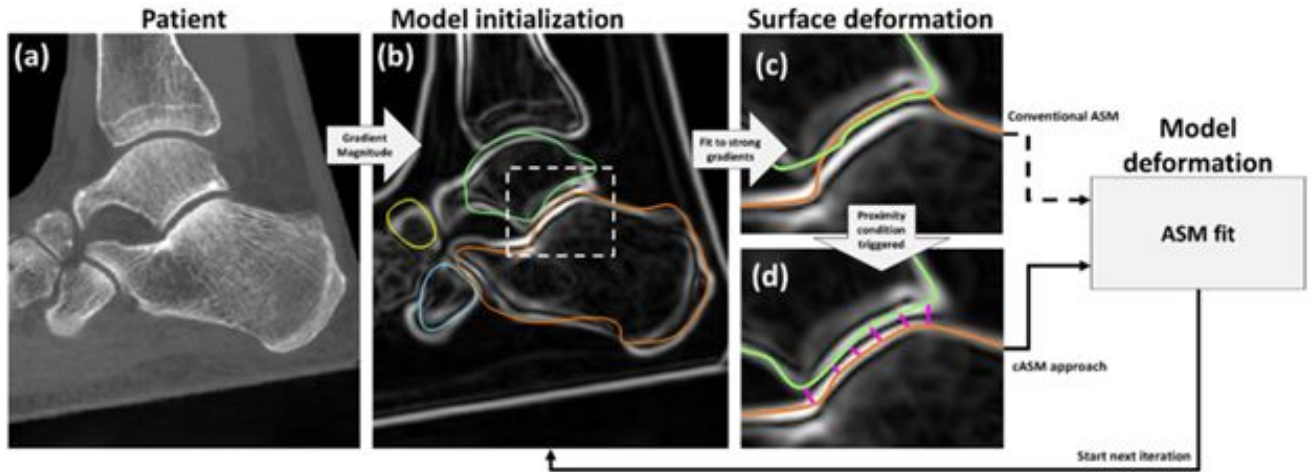 Patient
Model initialization
Surface deformation
(a)
(b)
(c)
Gradient
Magnitude
Fit to strong
gradients
Conventional ASM
Model
deformation
ASM fit
Proximity
condition
triggered
(d)
cASM approach
Start next iteration